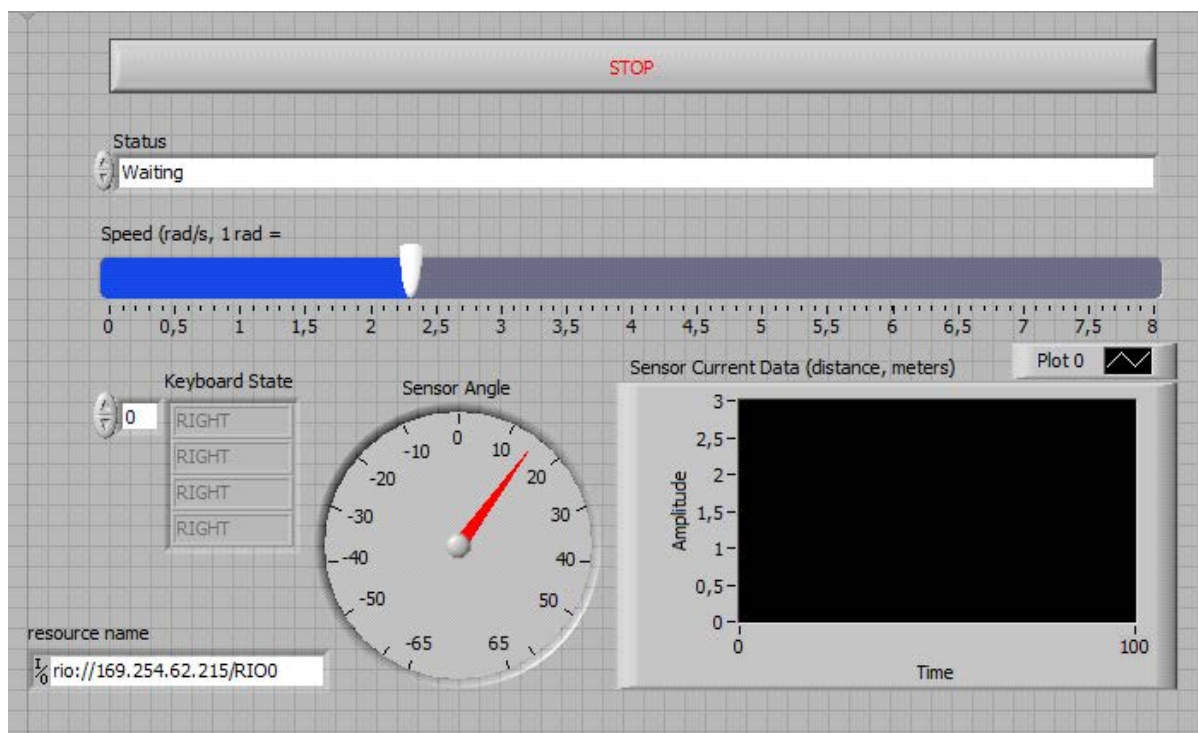 STOP
Status
Waiting
Speed (rad/s, 1 rad =
0 0,5 1 1,5 2 2,5 3 3,5 4 4,5 5 5,5 6 6,5 7 7,5 8
Keyboard State
0
RIGHT
RIGHT
RIGHT
RIGHT
Sensor Angle
-65 -50 -40 -30 -20 -10 0 10 20 30 40 50 65
Sensor Current Data (distance, meters)
Plot 0
Amplitude
3
2,5
2
1,5
1
0,5
0
0 100
Time
resource name
I/O rio://169.254.62.215/RIO0